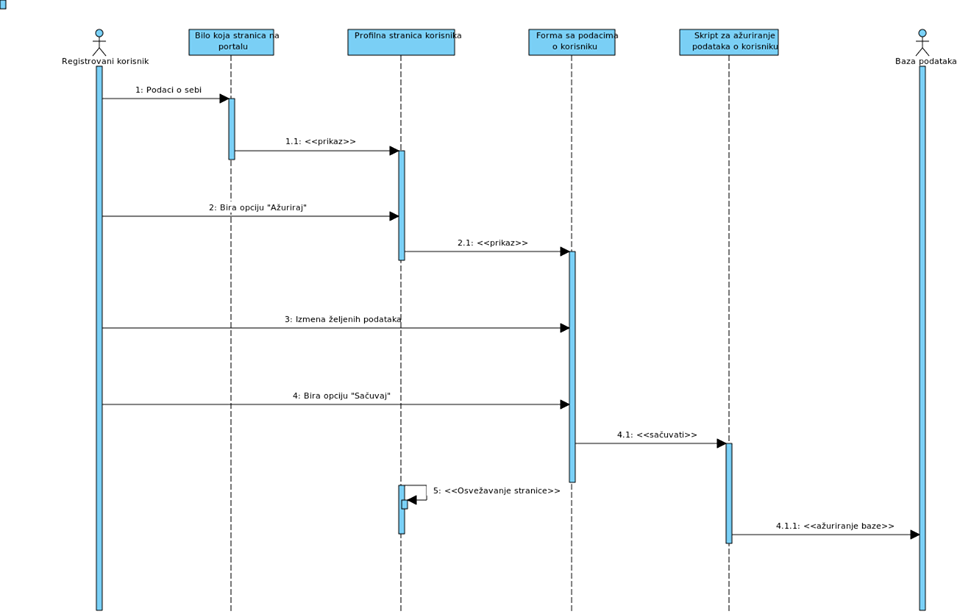 Bilo koja stranica na
portalu
Profilna stranica korisnika
Forma sa podacima
o korisniku
Skript za ažuriranje
podataka o korisniku
Registrovani korisnik
Baza podataka
1: Podaci o sebi
1.1: <<prikaz>>
2: Bira opciju "Ažuriraj"
2.1: <<prikaz>>
3: Izmena željenih podataka
4: Bira opciju "Sačuvaj"
4.1: <<sačuvati>>
5: <<Osvežavanje stranice>>
4.1.1: <<ažuriranje baze>>